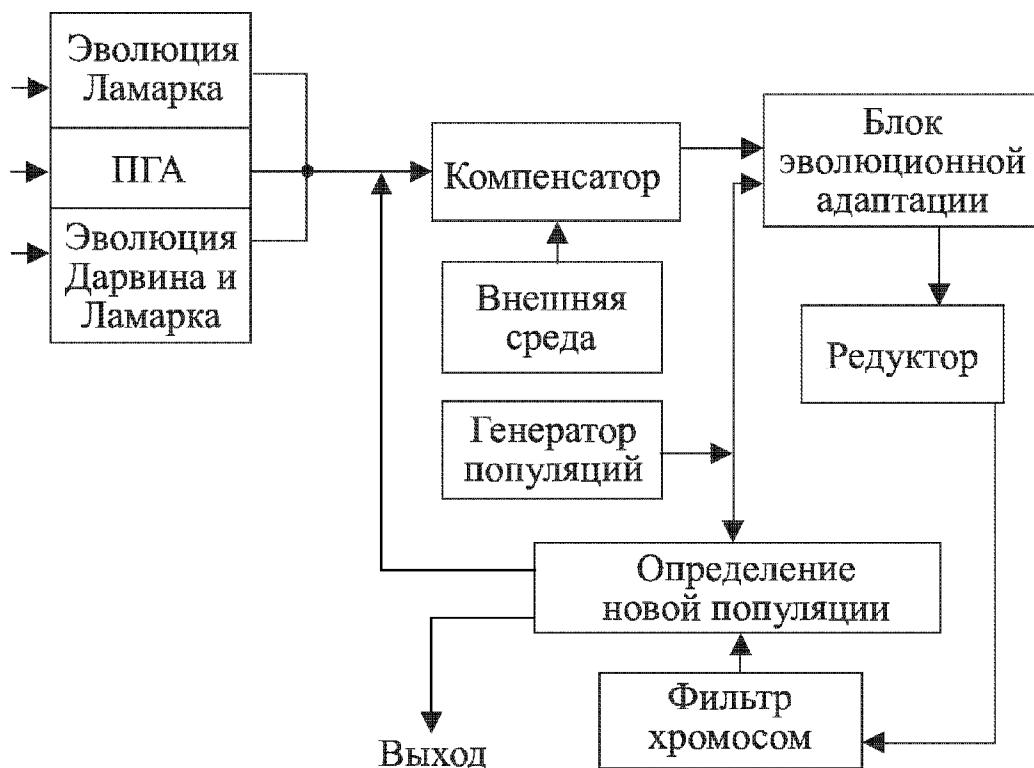 Эволюция
Ламарка
ПГА
Эволюция
Дарвина и
Ламарка
Компенсатор
Блок
эволюционной
адаптации
Внешняя
среда
Редуктор
Генератор
популяций
Определение
новой популяции
Фильтр
хромосом
Выход